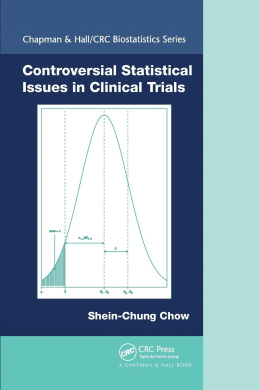 Chapman & Hall/CRC Biostatistics Series
Controversial Statistical
Issues in Clinical Trials
Shein-Chung Chow
CRC
CRC Press
Taylor & Francis Group
A CHAPMAN & HALL BOOK